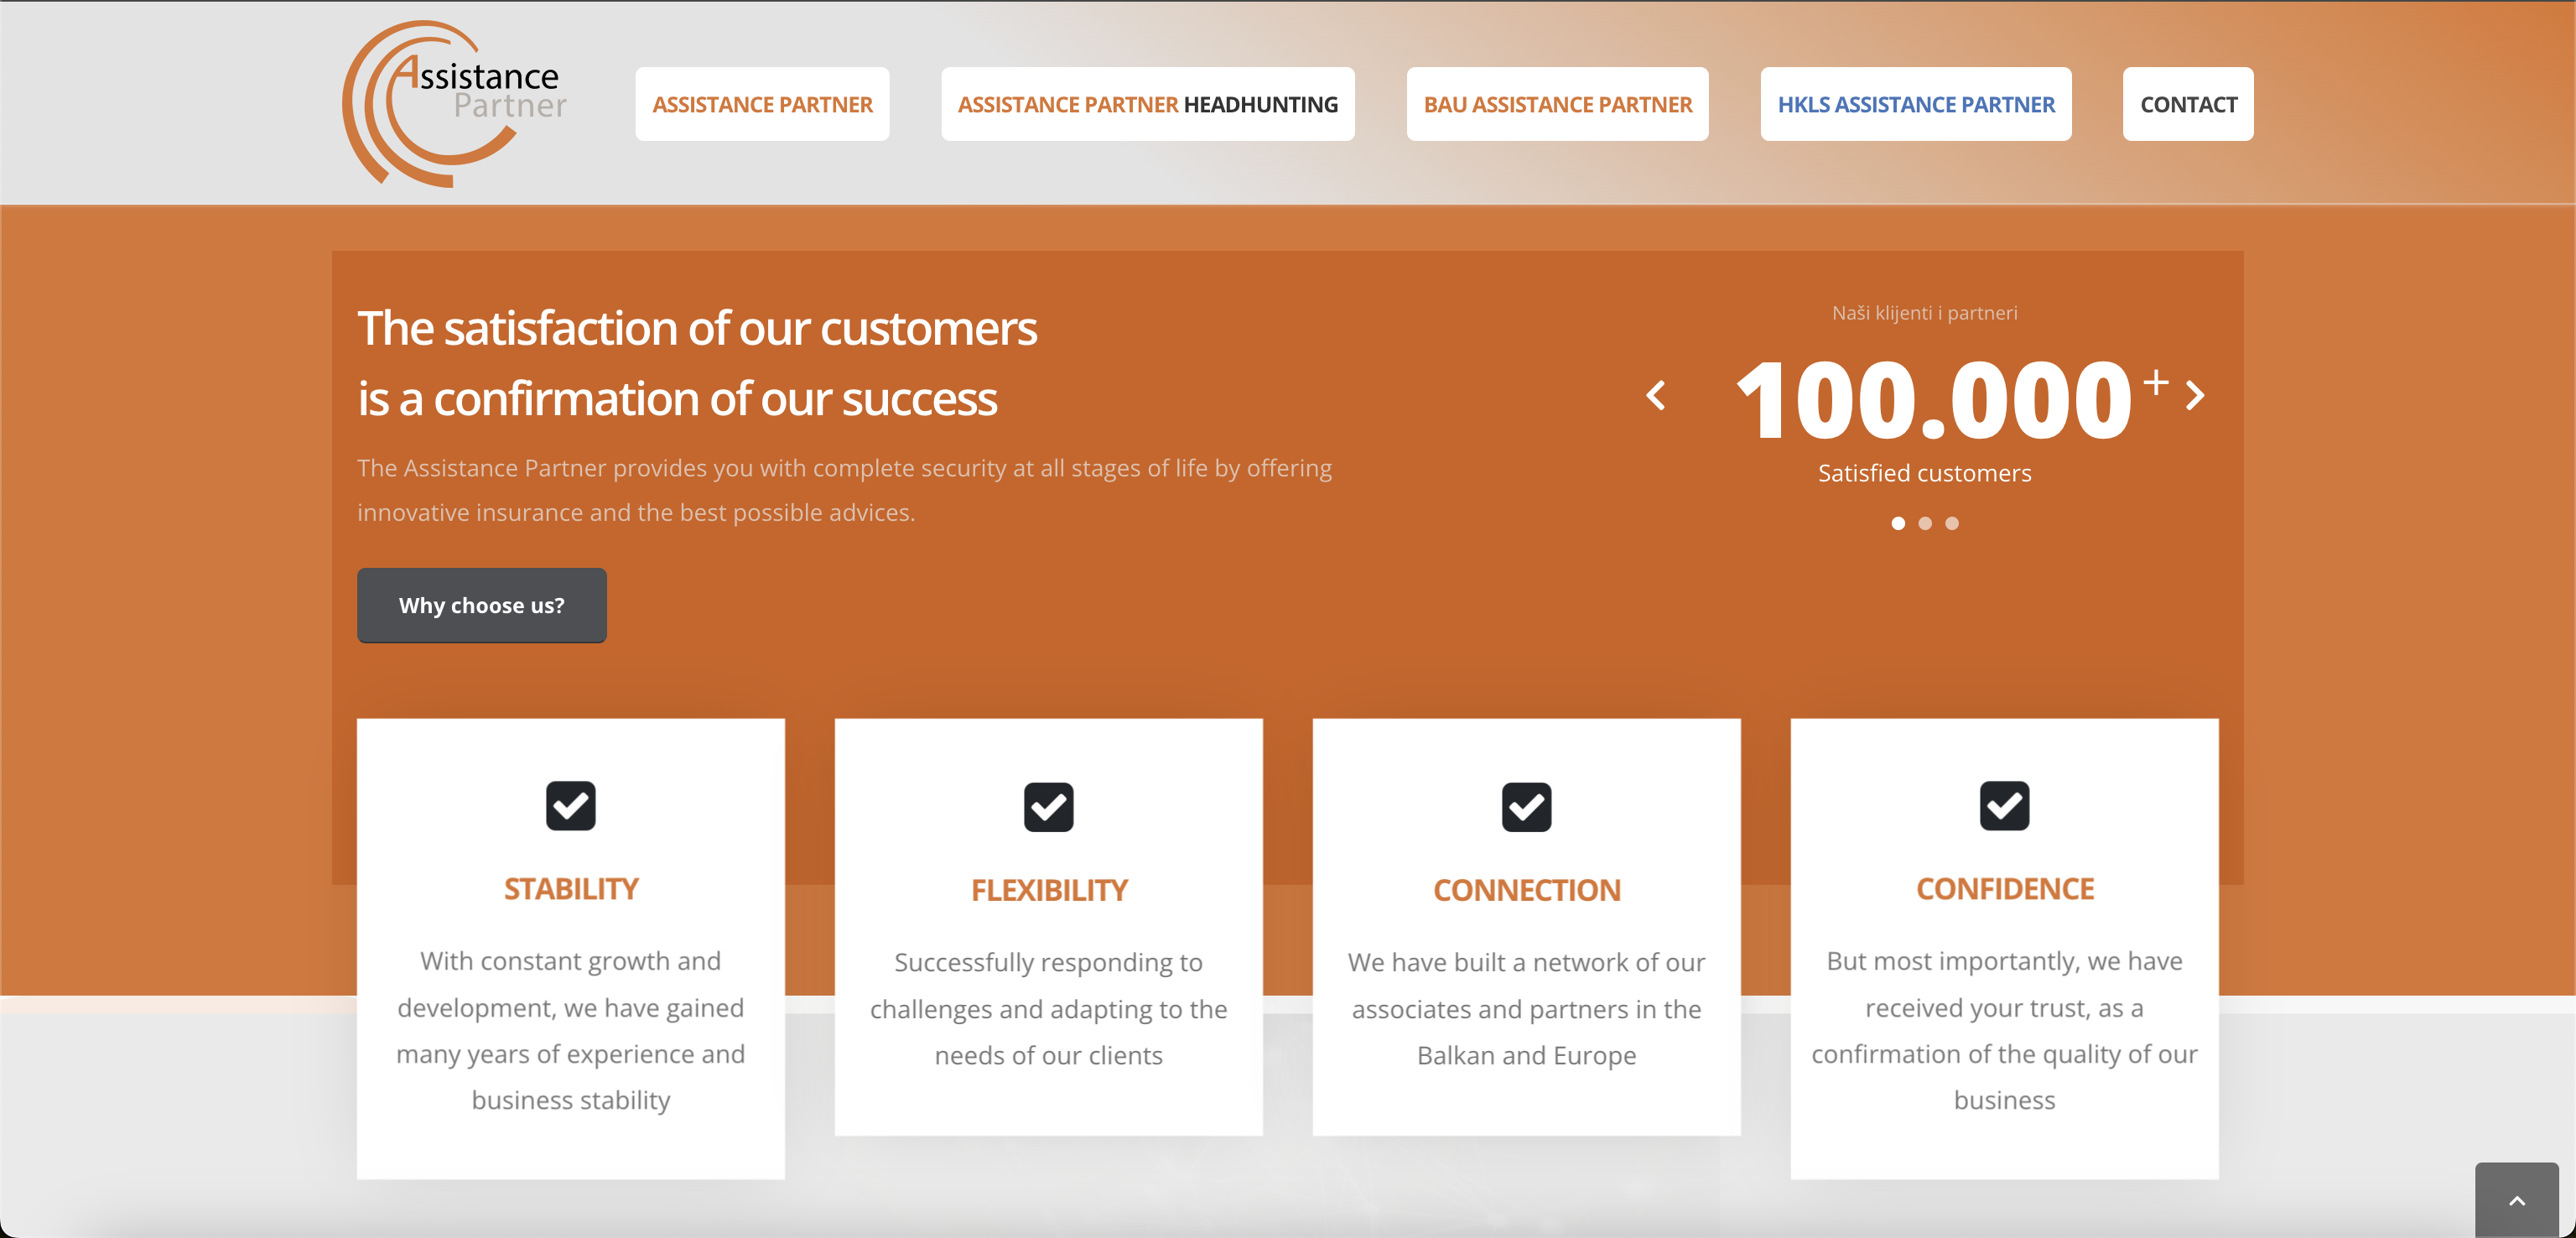 Assistance
Partner
ASSISTANCE PARTNER
ASSISTANCE PARTNER HEADHUNTING
BAU ASSISTANCE PARTNER
HKLS ASSISTANCE PARTNER
CONTACT
The satisfaction of our customers
is a confirmation of our success
The Assistance Partner provides you with complete security at all stages of life by offering
innovative insurance and the best possible advices.
Why choose us?
Naši klijenti i partneri
100.000+
Satisfied customers
STABILITY
With constant growth and
development, we have gained
many years of experience and
business stability
FLEXIBILITY
Successfully responding to
challenges and adapting to the
needs of our clients
CONNECTION
We have built a network of our
associates and partners in the
Balkan and Europe
CONFIDENCE
But most importantly, we have
received your trust, as a
confirmation of the quality of our
business